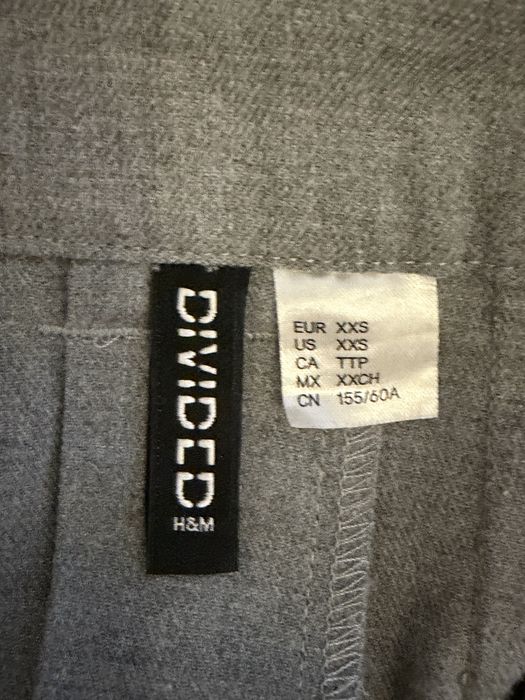 DIVIDED
H&M
EUR XXS
US XXS
CA TTP
MX XXCH
CN 155/60A